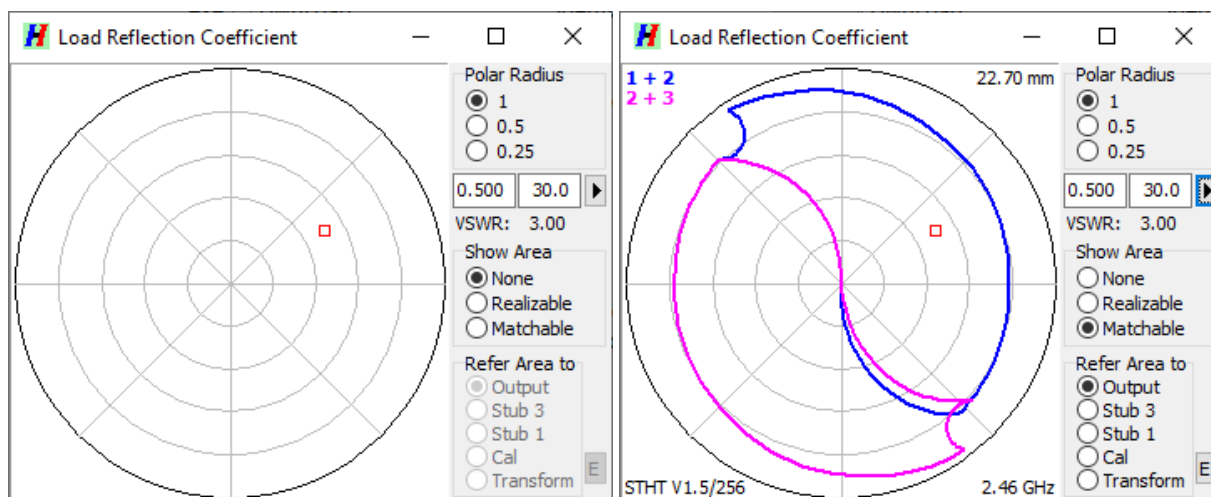 Load Reflection Coefficient
Polar Radius
1
0.5
0.25
0.500 30.0
VSWR: 3.00
Show Area
None
Realizable
Matchable
Refer Area to
Output
Stub 3
Stub 1
Cal
Transform
E
Load Reflection Coefficient
1 + 2
2 + 3
22.70 mm
STHT V1.5/256
2.46 GHz
Polar Radius
1
0.5
0.25
0.500 30.0
VSWR: 3.00
Show Area
None
Realizable
Matchable
Refer Area to
Output
Stub 3
Stub 1
Cal
Transform
E